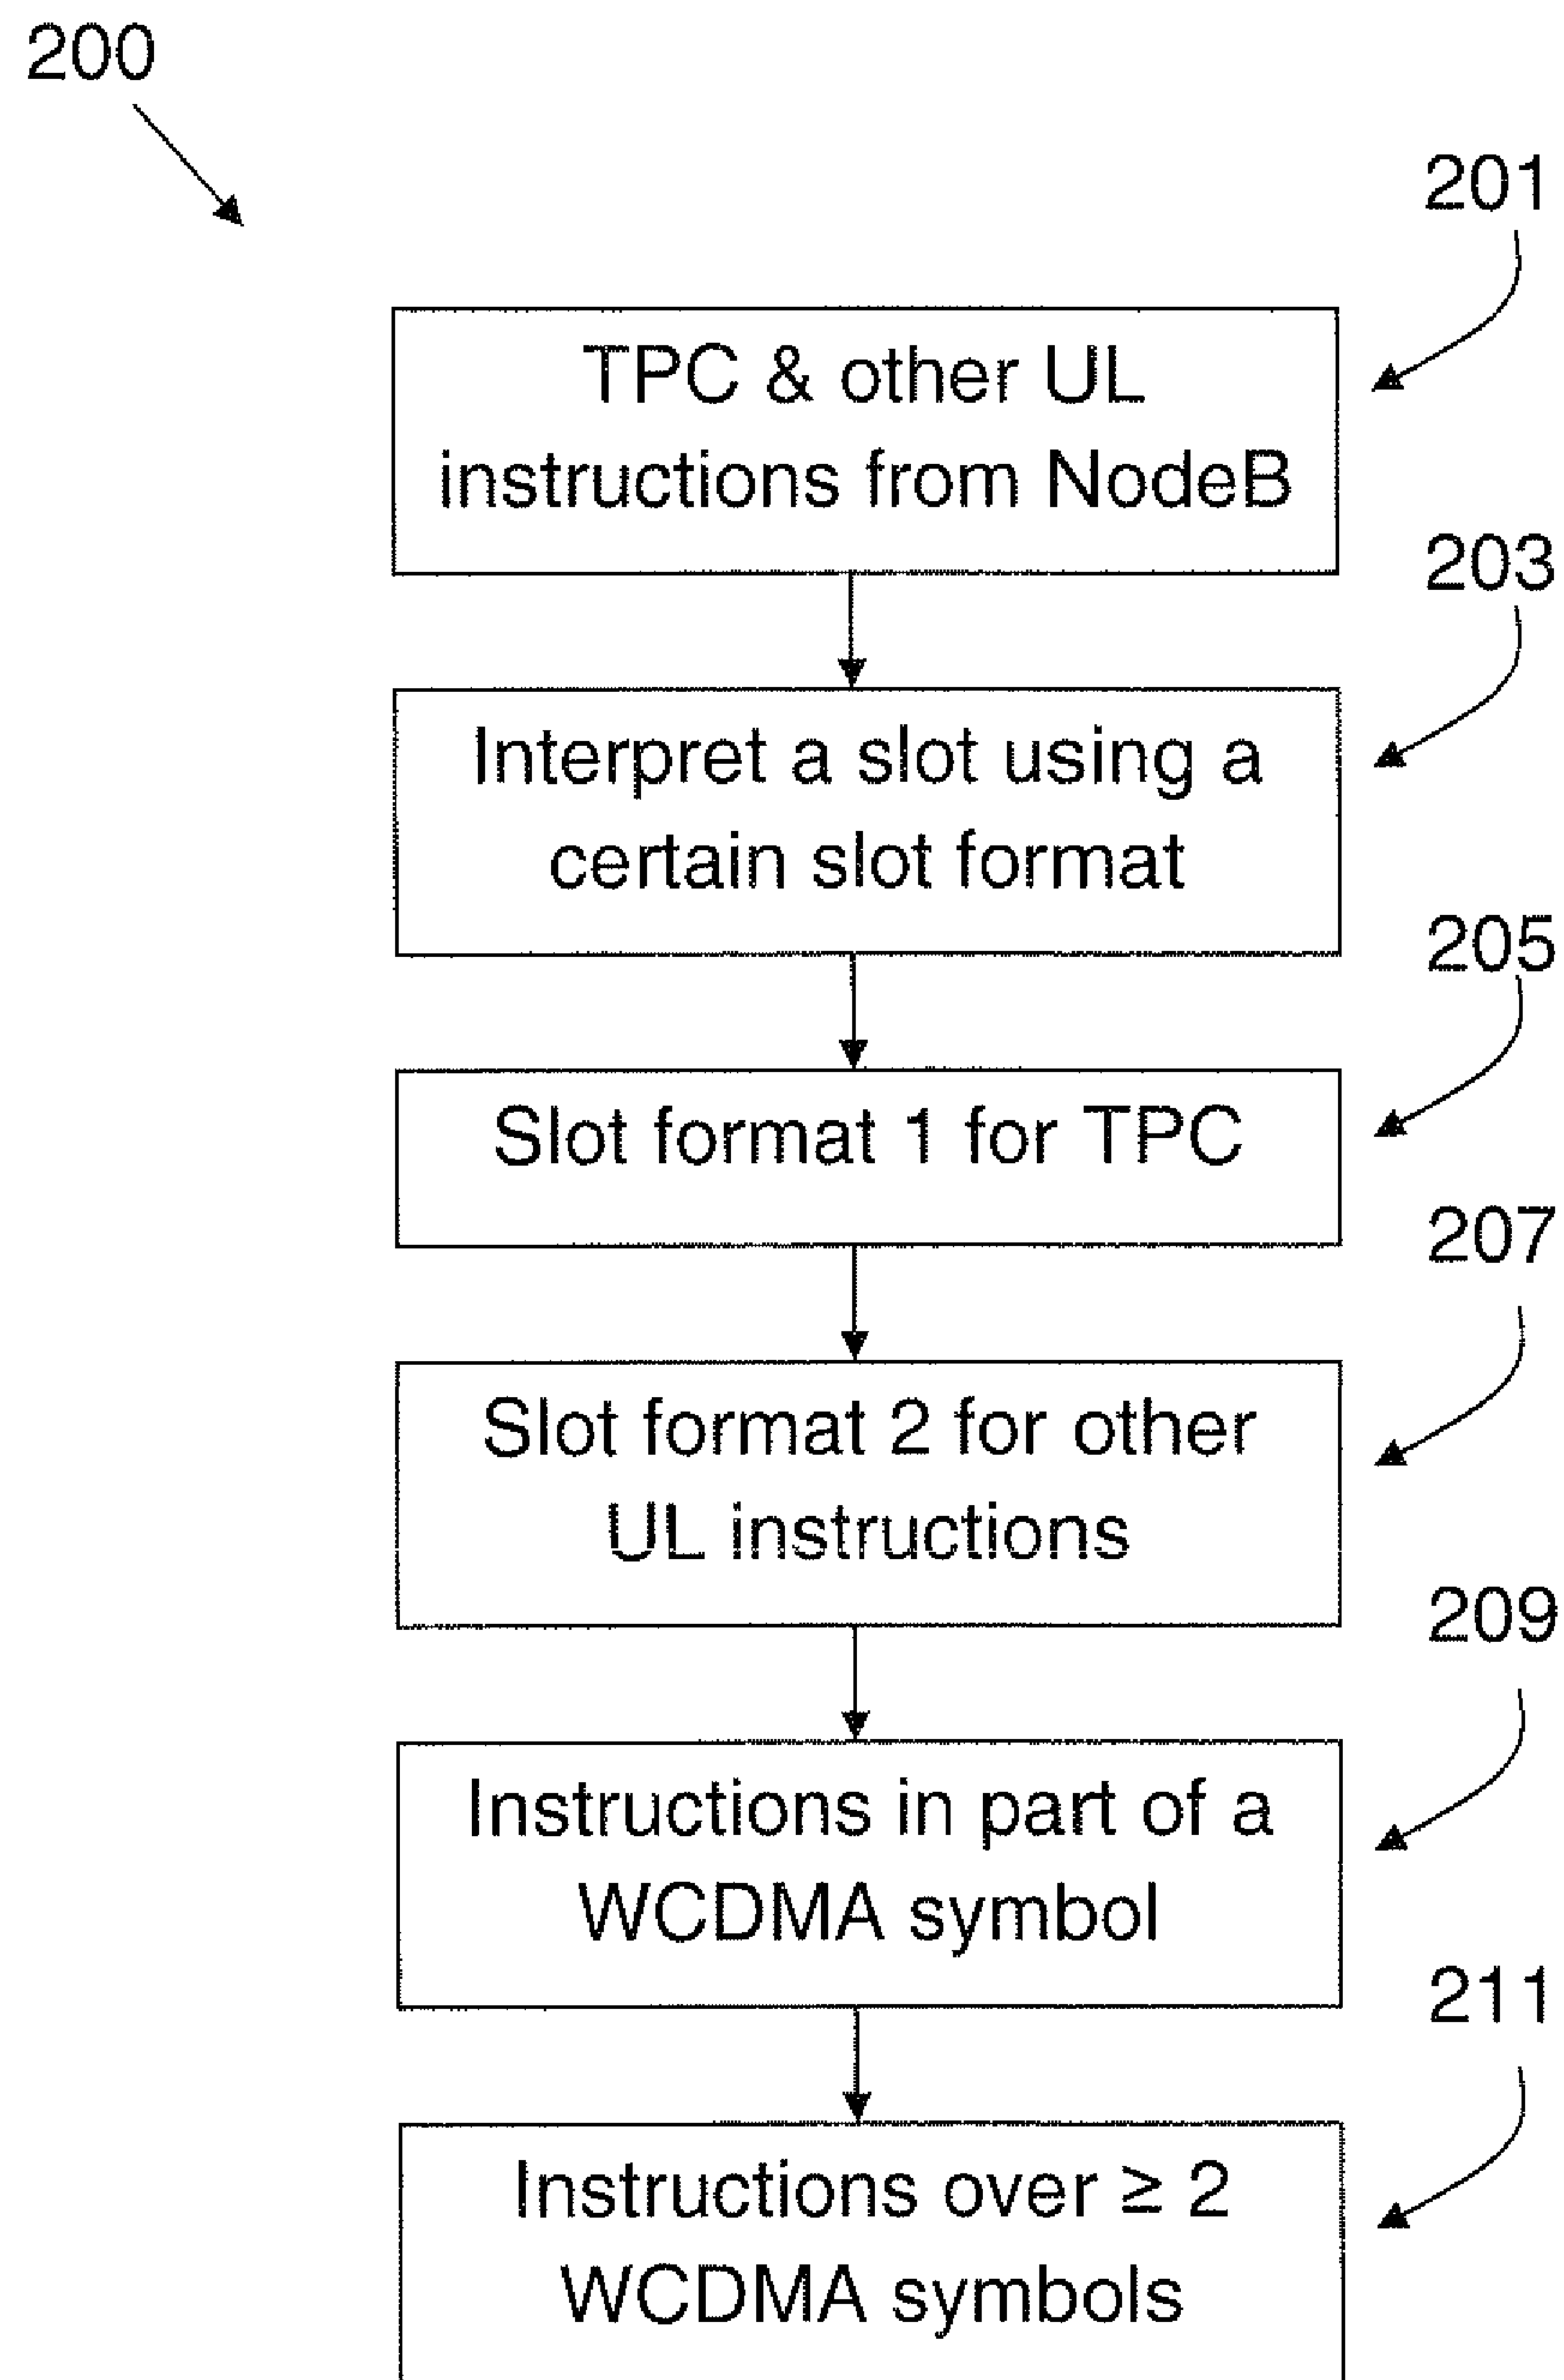 200
201
TPC & other UL
instructions from NodeB
203
Interpret a slot using a
certain slot format
205
Slot format 1 for TPC
207
Slot format 2 for other
UL instructions
209
Instructions in part of a
WCDMA symbol
211
Instructions over ≥ 2
WCDMA symbols